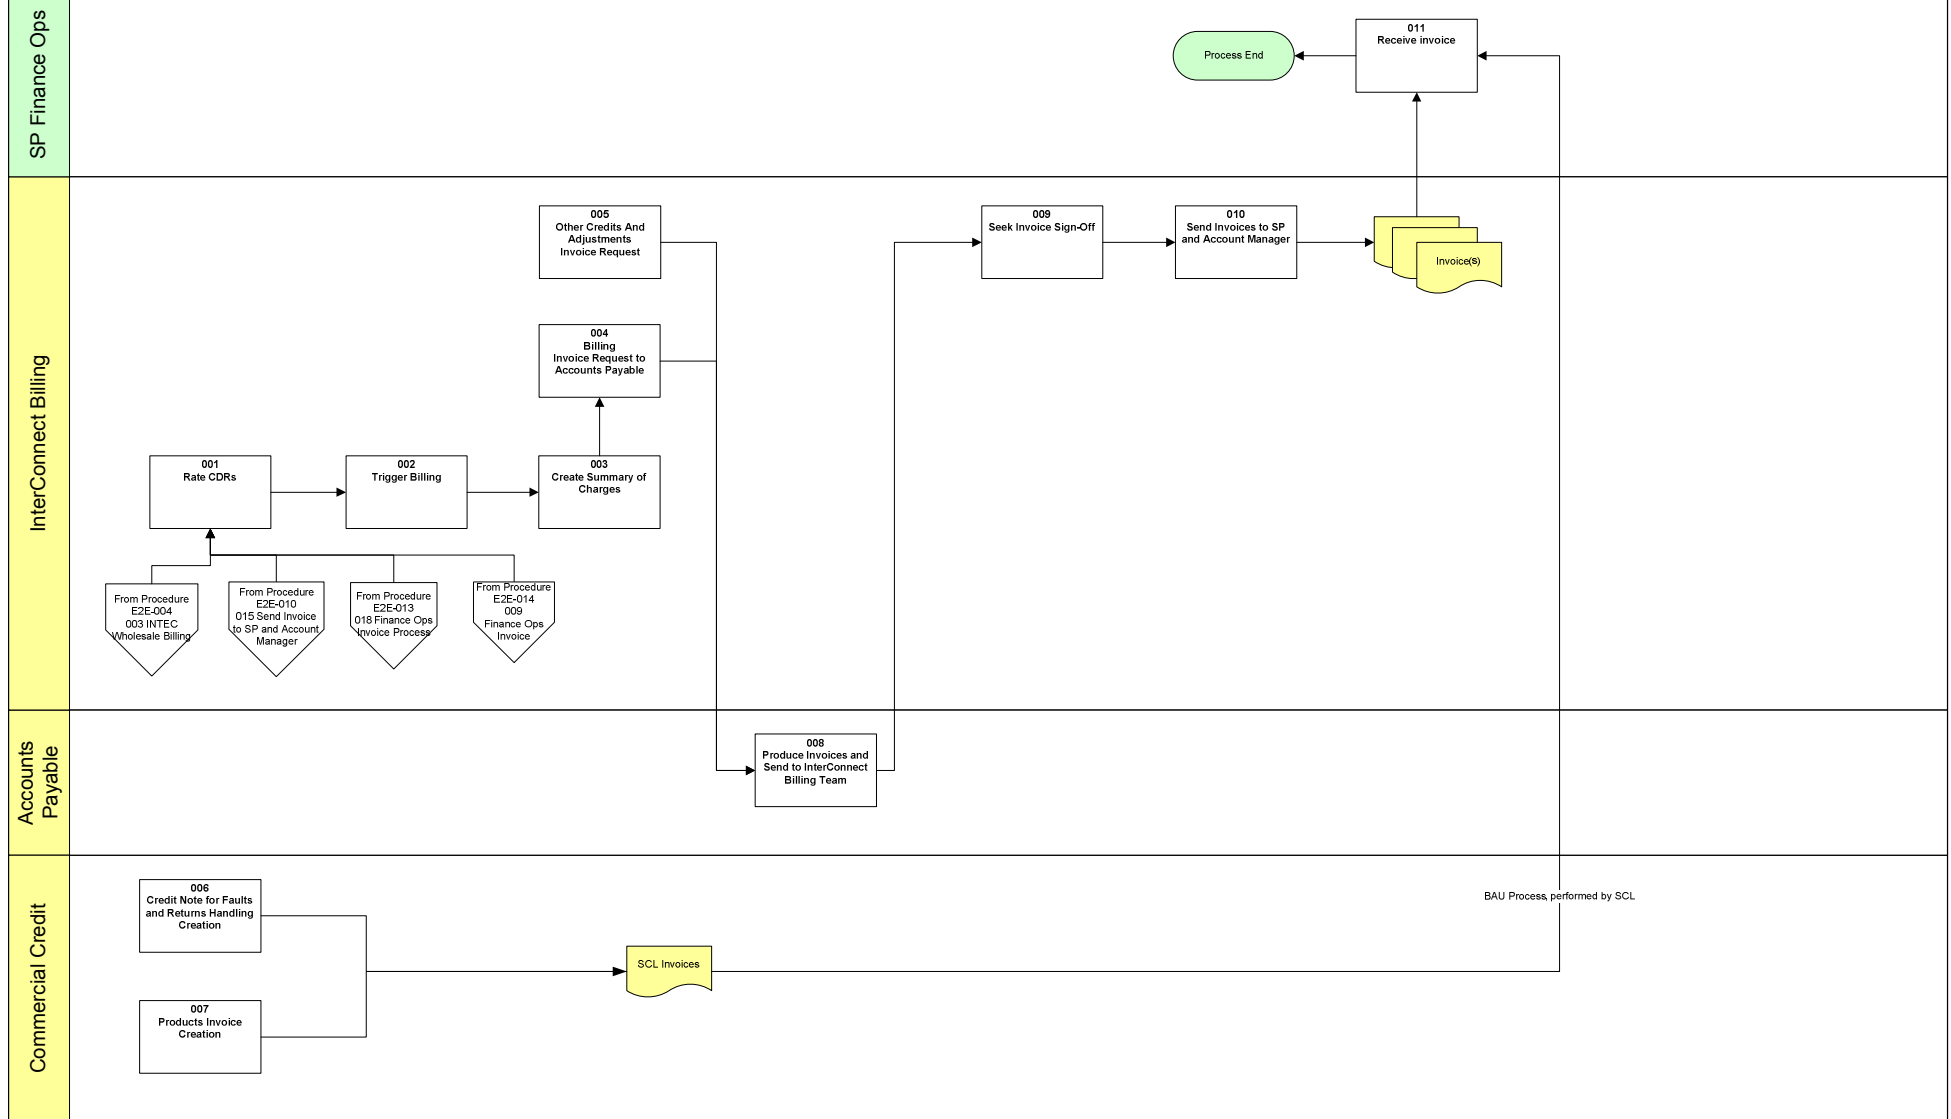 SP Finance Ops
011
Receive invoice
Process End
InterConnect Billing
005
Other Credits And
Adjustments
Invoice Request
009
Seek Invoice Sign-Off
010
Send Invoices to SP
and Account Manager
Invoice(s)
004
Billing
Invoice Request to
Accounts Payable
001
Rate CDRs
002
Trigger Billing
003
Create Summary of
Charges
From Procedure
E2E-004
003 INTEC
Wholesale Billing
From Procedure
E2E-010
015 Send Invoice
to SP and Account
Manager
From Procedure
E2E-013
018 Finance Ops
Invoice Process
From Procedure
E2E-014
009
Finance Ops
Invoice
Accounts
Payable
008
Produce Invoices and
Send to InterConnect
Billing Team
Commercial Credit
006
Credit Note for Faults
and Returns Handling
Creation
BAU Process, performed by SCL
SCL Invoices
007
Products Invoice
Creation